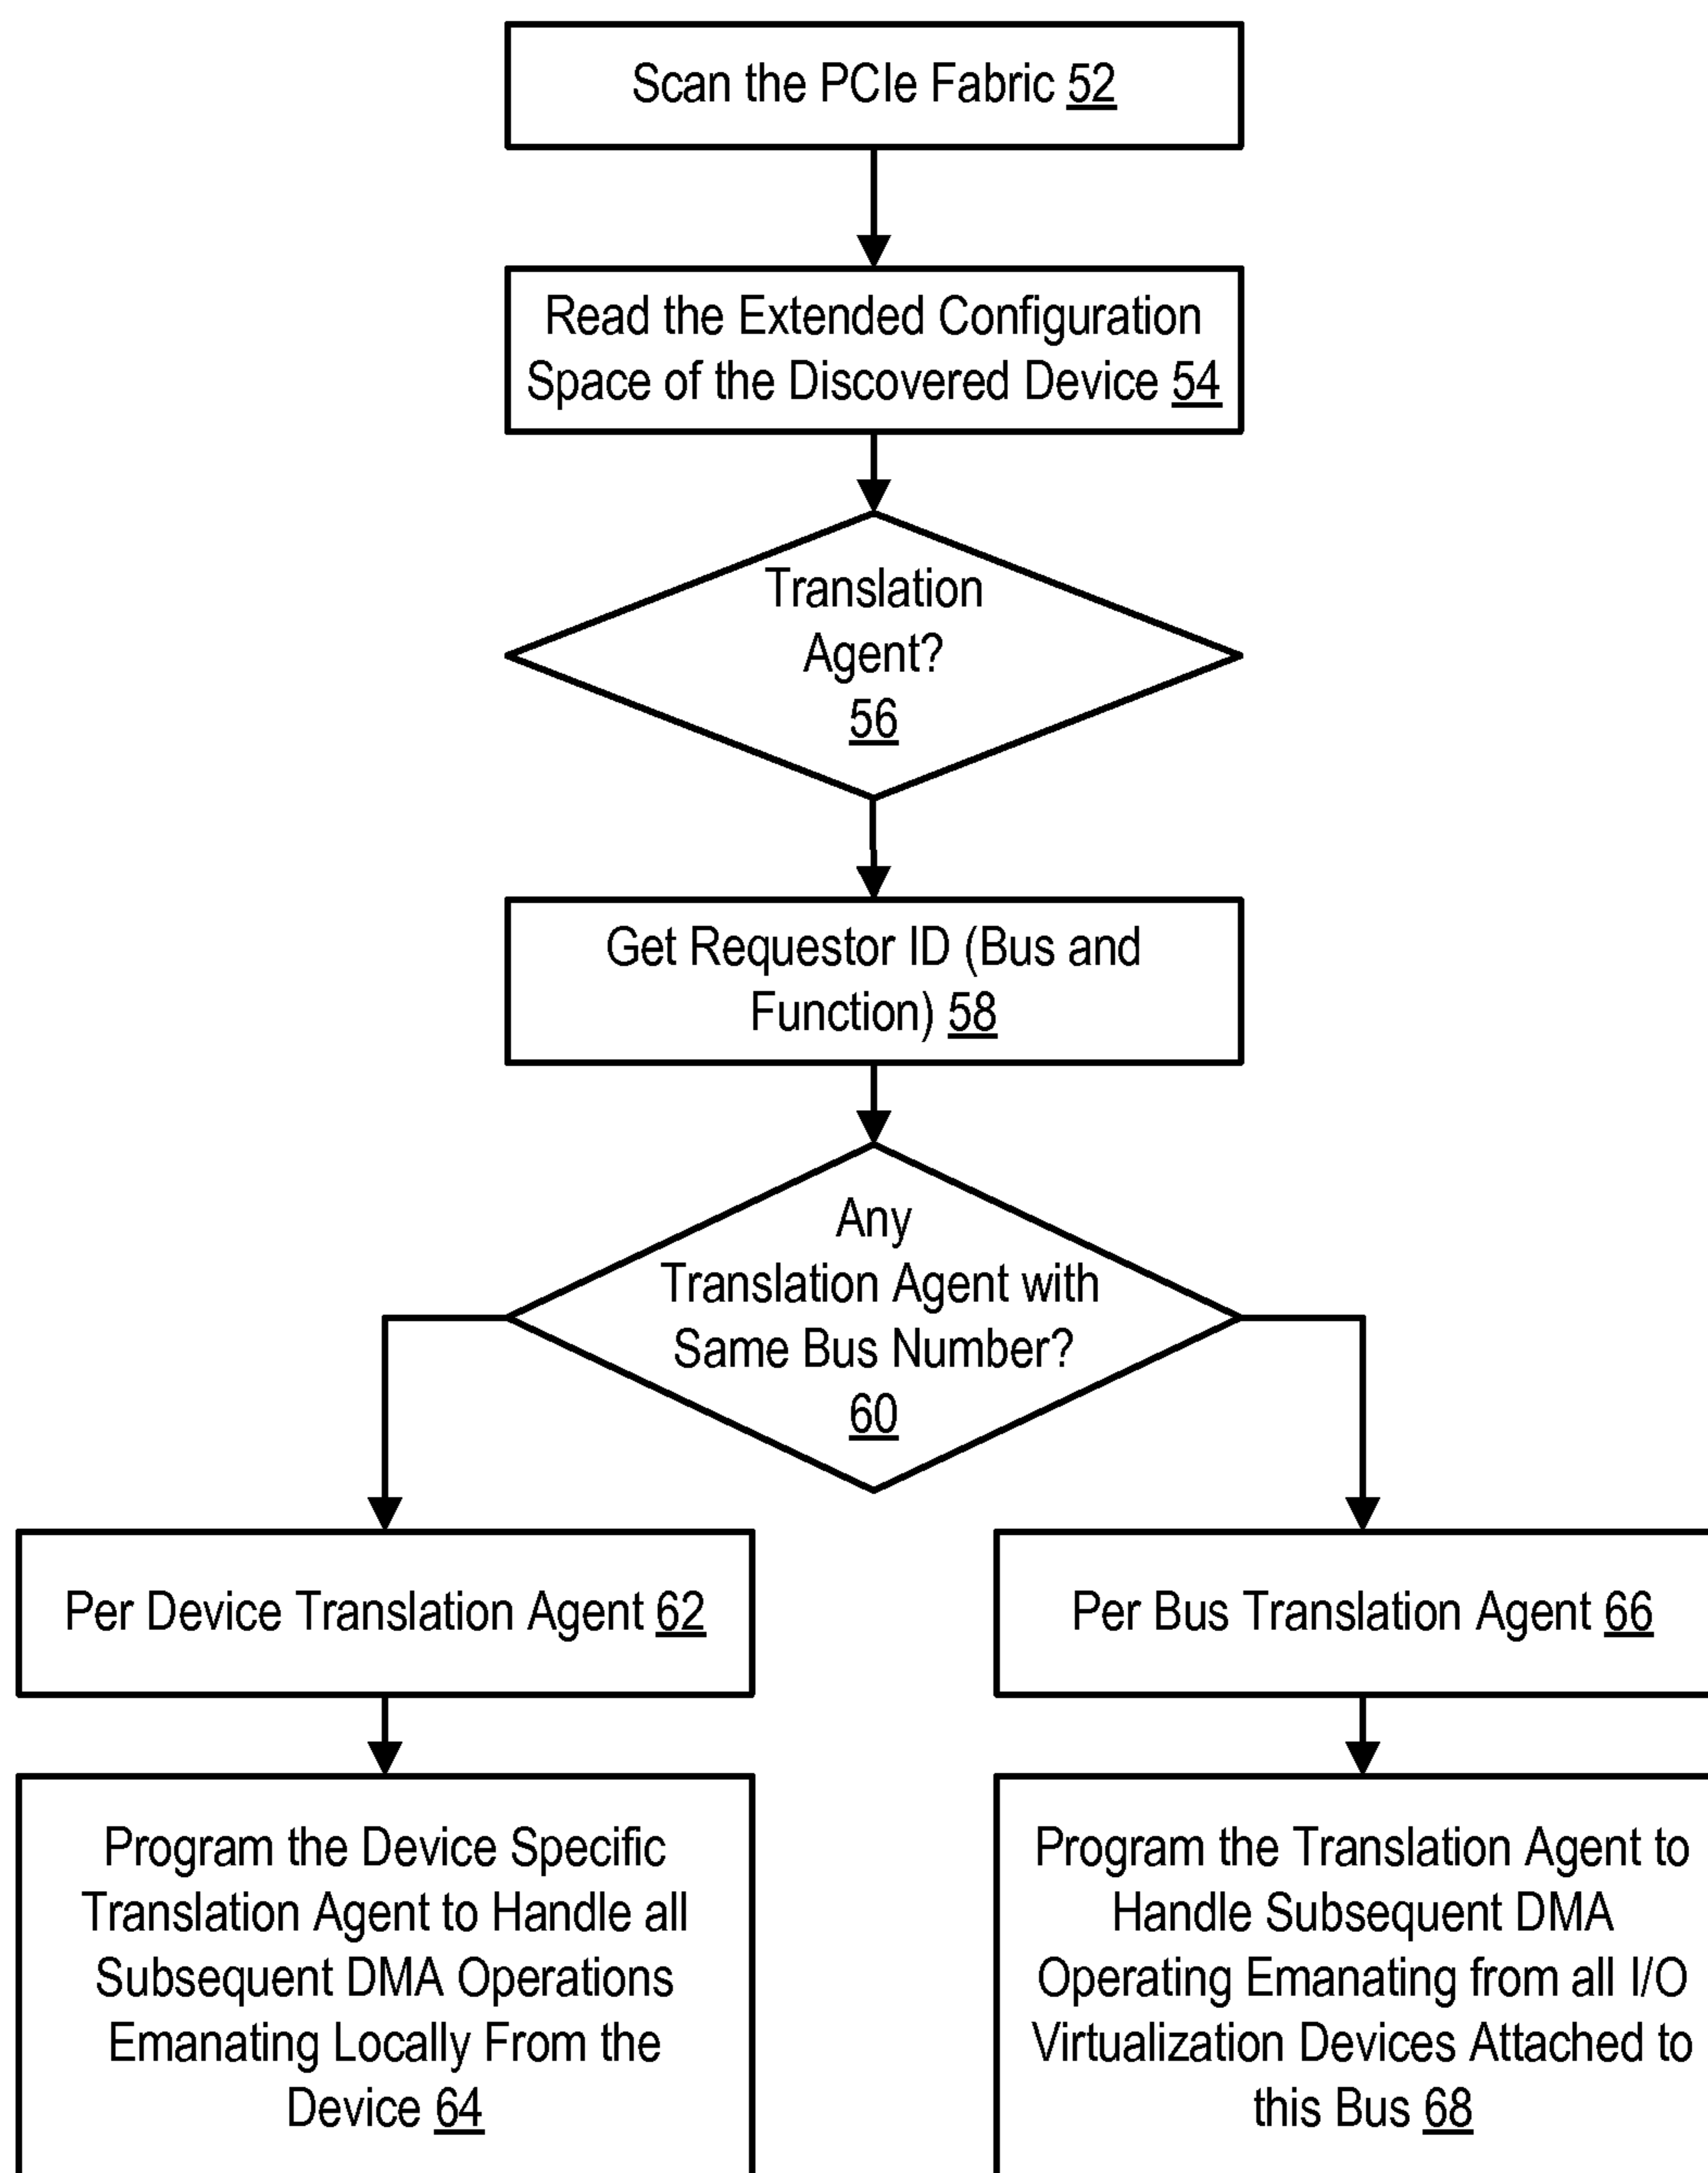 Scan the PCIe Fabric 52
Read the Extended Configuration
Space of the Discovered Device 54
Translation
Agent?
56
Get Requestor ID (Bus and
Function) 58
Any
Translation Agent with
Same Bus Number?
60
Per Device Translation Agent 62
Per Bus Translation Agent 66
Program the Device Specific
Translation Agent to Handle all
Subsequent DMA Operations
Emanating Locally From the
Device 64
Program the Translation Agent to
Handle Subsequent DMA
Operating Emanating from all I/O
Virtualization Devices Attached to
this Bus 68